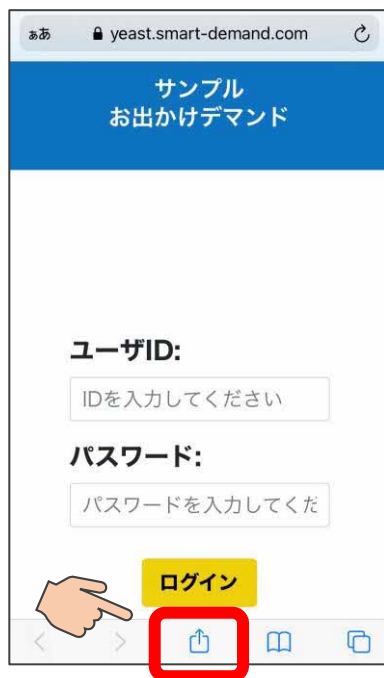 ぁあ yeast.smart-demand.com
サンプル
お出かけデマンド
ユーザID:
IDを入力してください
パスワード:
パスワードを入力してくだ
ログイン